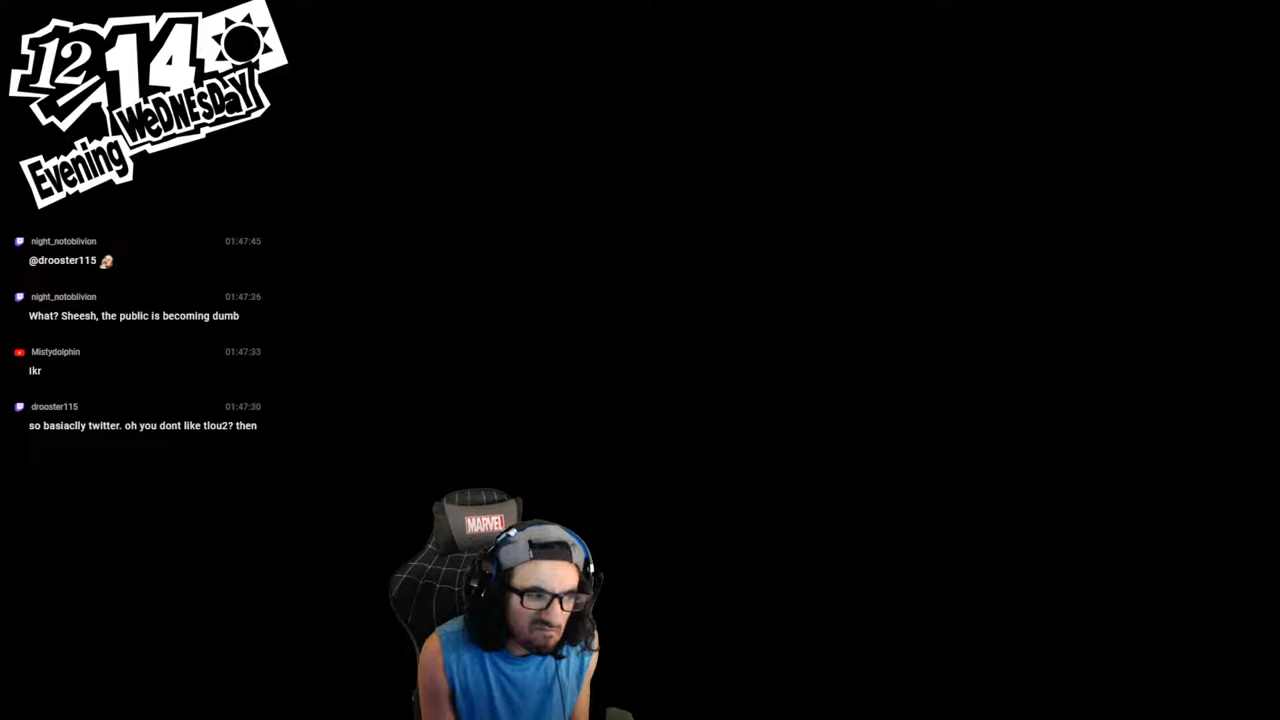 12 14
WeDNESDaY
Evening
night_notoblivion 01:47:45
@drooster115
night_notoblivion 01:47:36
What? Sheesh, the public is becoming dumb
Mistydolphin 01:47:33
Ikr
drooster115 01:47:30
so basiaclly twitter. oh you dont like tlou2? then
MARVEL